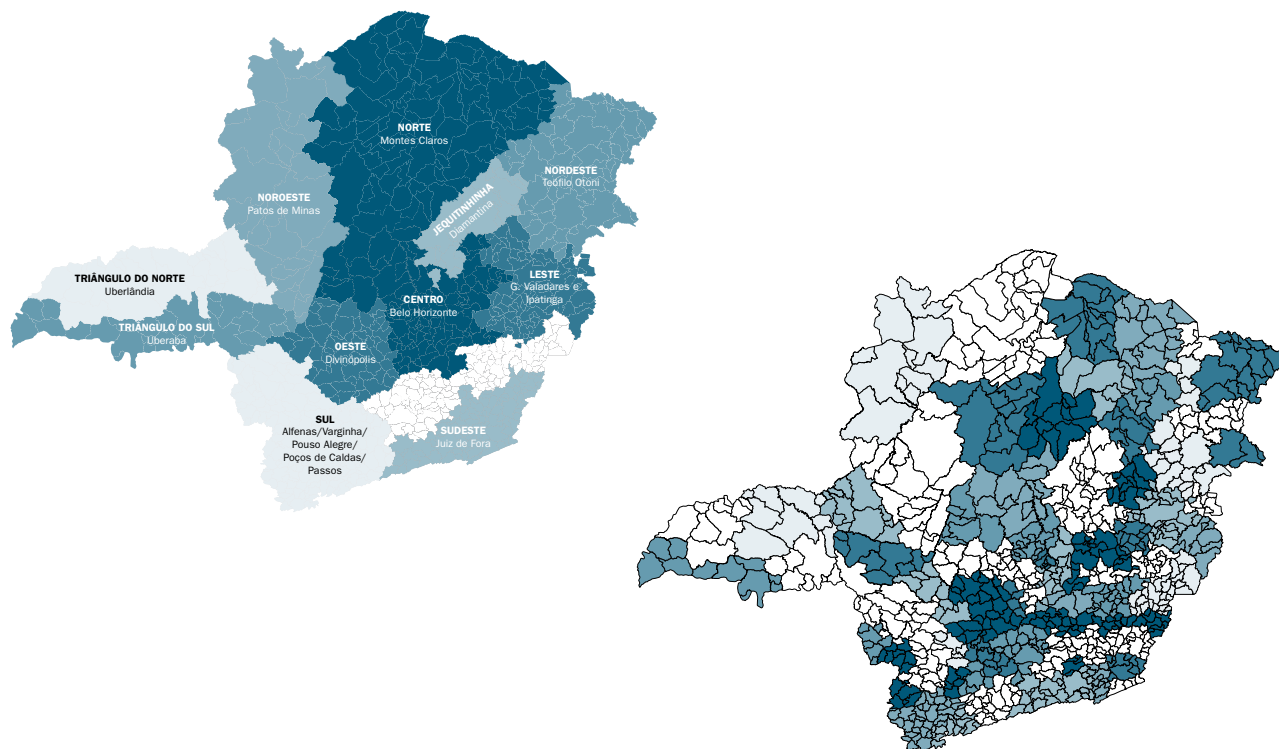 NORTE
Montes Claros
NORDESTE
Teófilo Otoni
JEQUITINHINHA
Diamantina
NOROESTE
Patos de Minas
TRIÂNGULO DO NORTE
Uberlândia
LESTE
G. Valadares e
Ipatinga
CENTRO
Belo Horizonte
TRIÂNGULO DO SUL
Uberaba
OESTE
Divinópolis
SUL
Alfenas/Varginha/
Pouso Alegre/
Poços de Caldas/
Passos
SUDESTE
Juiz de Fora